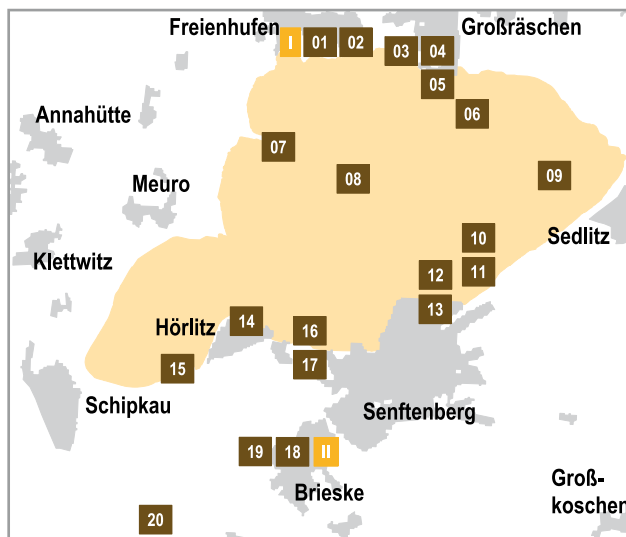 Freienhufen
Großräschen
I 01 02 03 04
05
06
Annahütte
07
08
09
Meuro
Sedlitz
10
Klettwitz
12 11
13
Hörlitz 14
16
15
17
Schipkau
Senftenberg
19 18 II
Brieske
Groß-
koschen
20